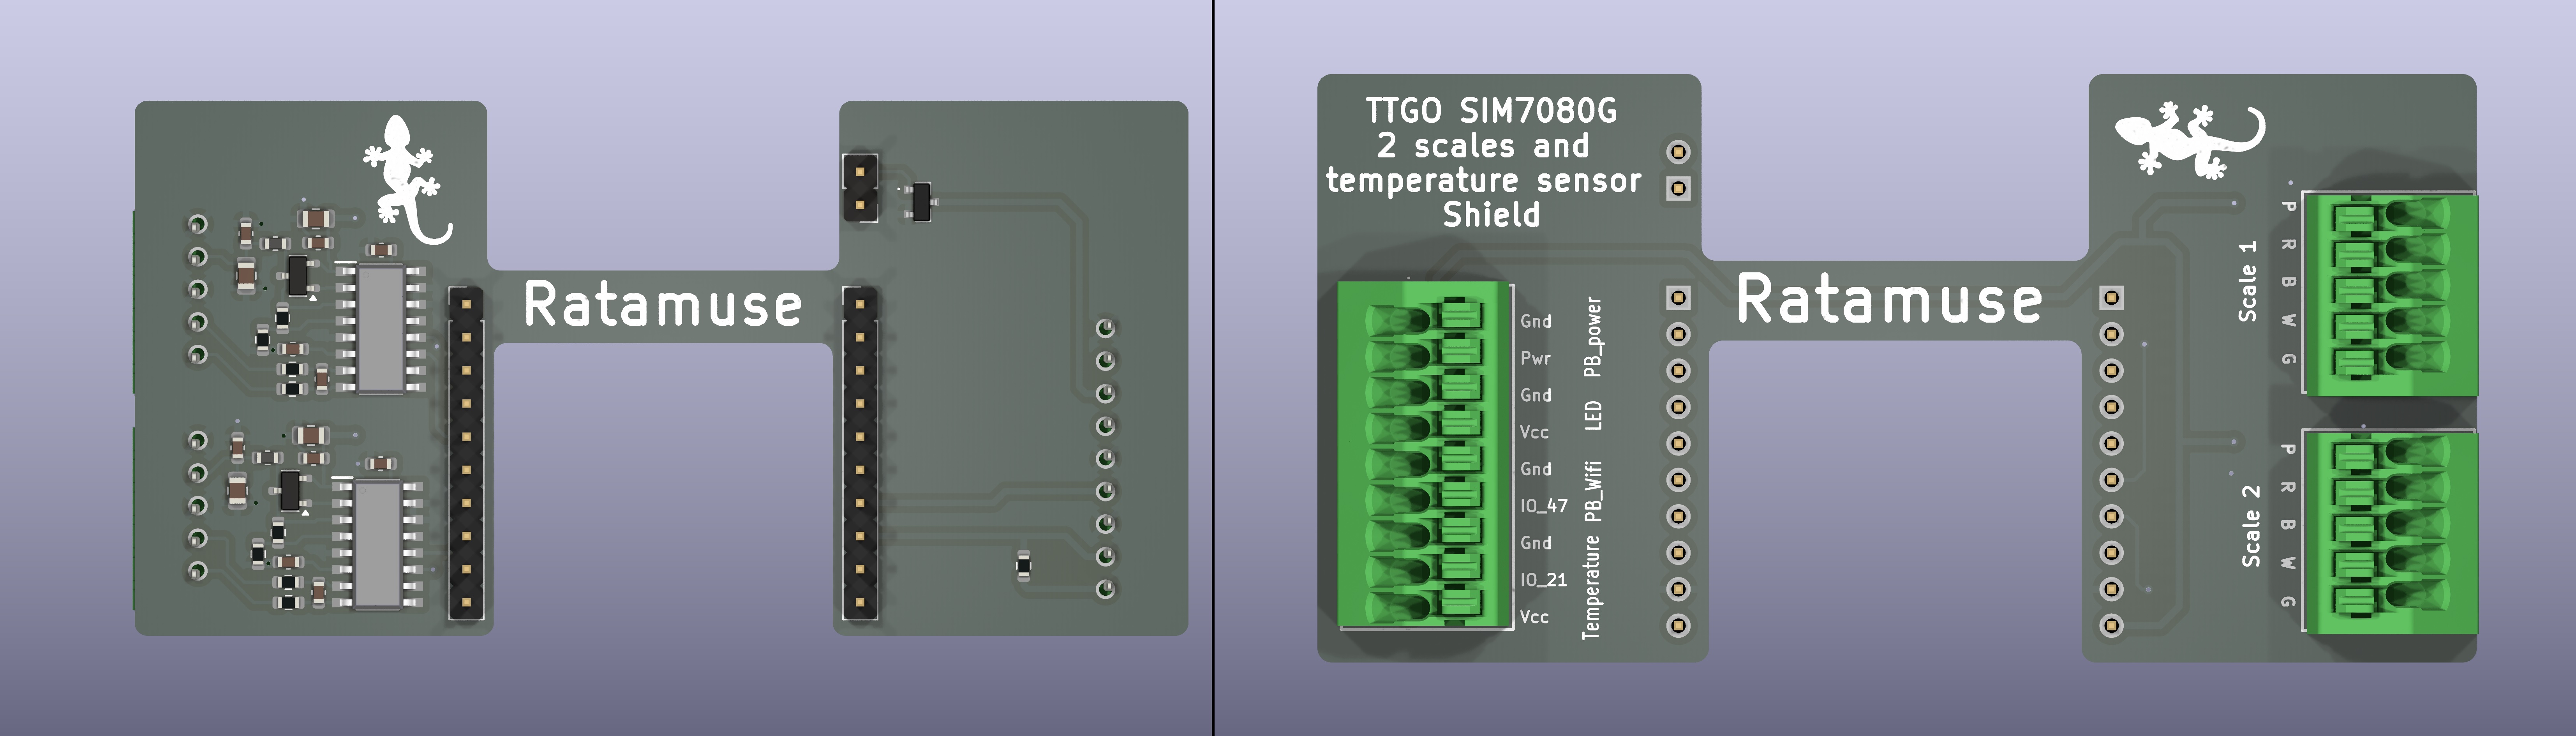 Ratamuse
TTGO SIM7080G
2 scales and
temperature sensor
Shield
Ratamuse
Gnd
Pwr
Gnd
Vcc
Gnd
IO_47
Gnd
IO_21
Vcc
PB_power
LED
PB_Wifi
Temperature
Scale 1
P
R
B
W
G
Scale 2
P
R
B
W
G